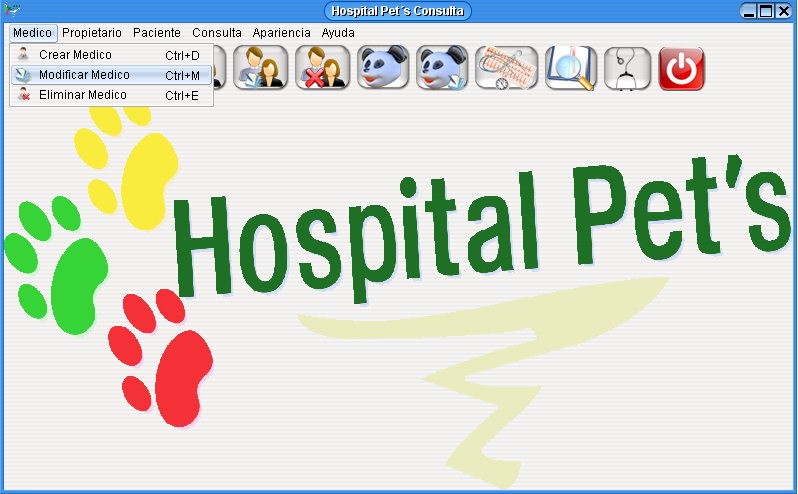 Hospital Pet´s Consulta
Medico Propietario Paciente Consulta Apariencia Ayuda
Crear Medico Ctrl+D
Modificar Medico Ctrl+M
Eliminar Medico Ctrl+E
Hospital Pet's